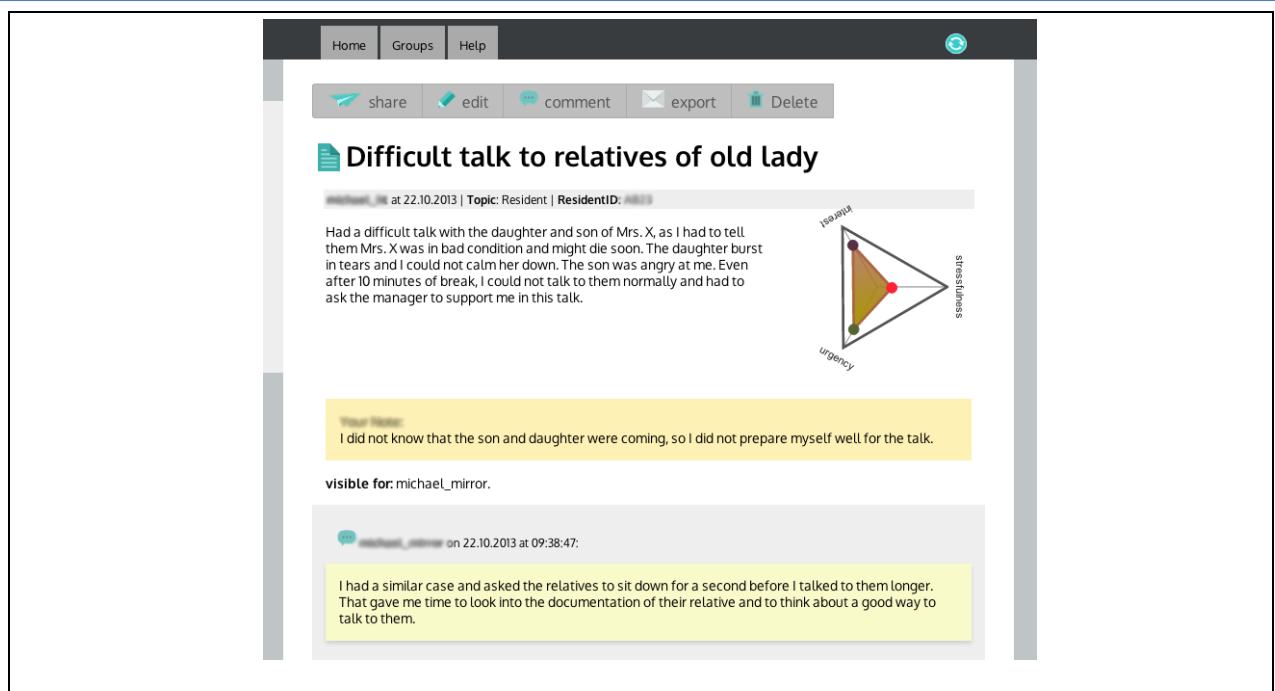 Home Groups Help
share edit comment export Delete
Difficult talk to relatives of old lady
at 22.10.2013 | Topic: Resident | ResidentID:
interest
Had a difficult talk with the daughter and son of Mrs. X, as I had to tell
them Mrs. X was in bad condition and might die soon. The daughter burst
in tears and I could not calm her down. The son was angry at me. Even
after 10 minutes of break, I could not talk to them normally and had to
ask the manager to support me in this talk.
stressfulness
urgency
Your Note:
I did not know that the son and daughter were coming, so I did not prepare myself well for the talk.
visible for: michael_mirror.
on 22.10.2013 at 09:38:47:
I had a similar case and asked the relatives to sit down for a second before I talked to them longer.
That gave me time to look into the documentation of their relative and to think about a good way to
talk to them.